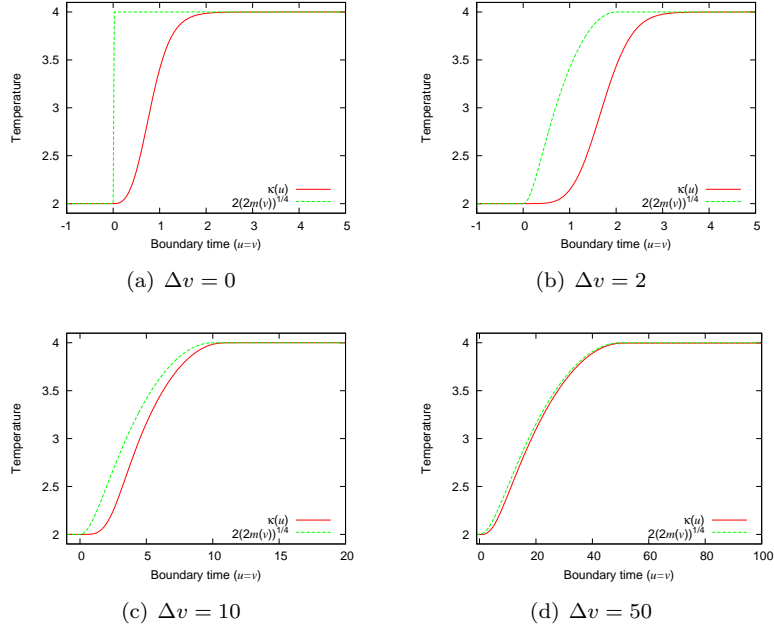 4
3.5
3
2.5
2
Temperature
κ(u)
2(2m(v))^1/4
-1 0 1 2 3 4 5
Boundary time (u=v)
(a) Δv = 0
4
3.5
3
2.5
2
Temperature
κ(u)
2(2m(v))^1/4
-1 0 1 2 3 4 5
Boundary time (u=v)
(b) Δv = 2
4
3.5
3
2.5
2
Temperature
κ(u)
2(2m(v))^1/4
0 5 10 15 20
Boundary time (u=v)
(c) Δv = 10
4
3.5
3
2.5
2
Temperature
κ(u)
2(2m(v))^1/4
0 20 40 60 80 100
Boundary time (u=v)
(d) Δv = 50